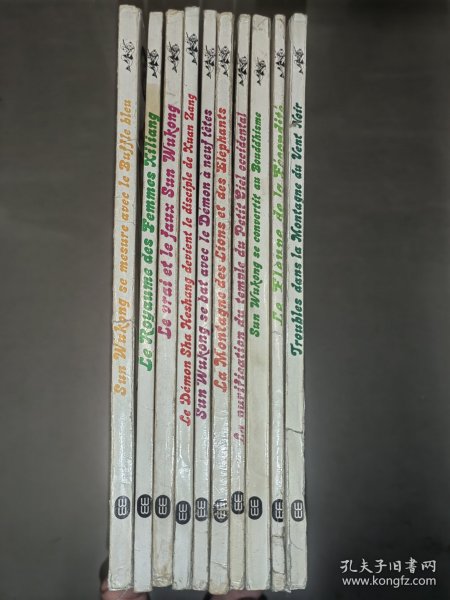 Sun Wukong se mesure avec le Buffle bleu
Le Royaume des Femmes Xiliang
Le vrai et le faux Sun Wukong
Le Démon Sha Heshang devient le disciple de Xuan Zang
Sun Wukong se bat avec le Démon à neuf têtes
La Montagne des Lions et des Eléphants
La purification du temple du Petit Ciel occidental
Sun Wukong se convertit au Bouddhisme
Le Fleuve de la
Troubles dans la Montagne du Vent Noir
孔夫子旧书网
www.kongfz.com